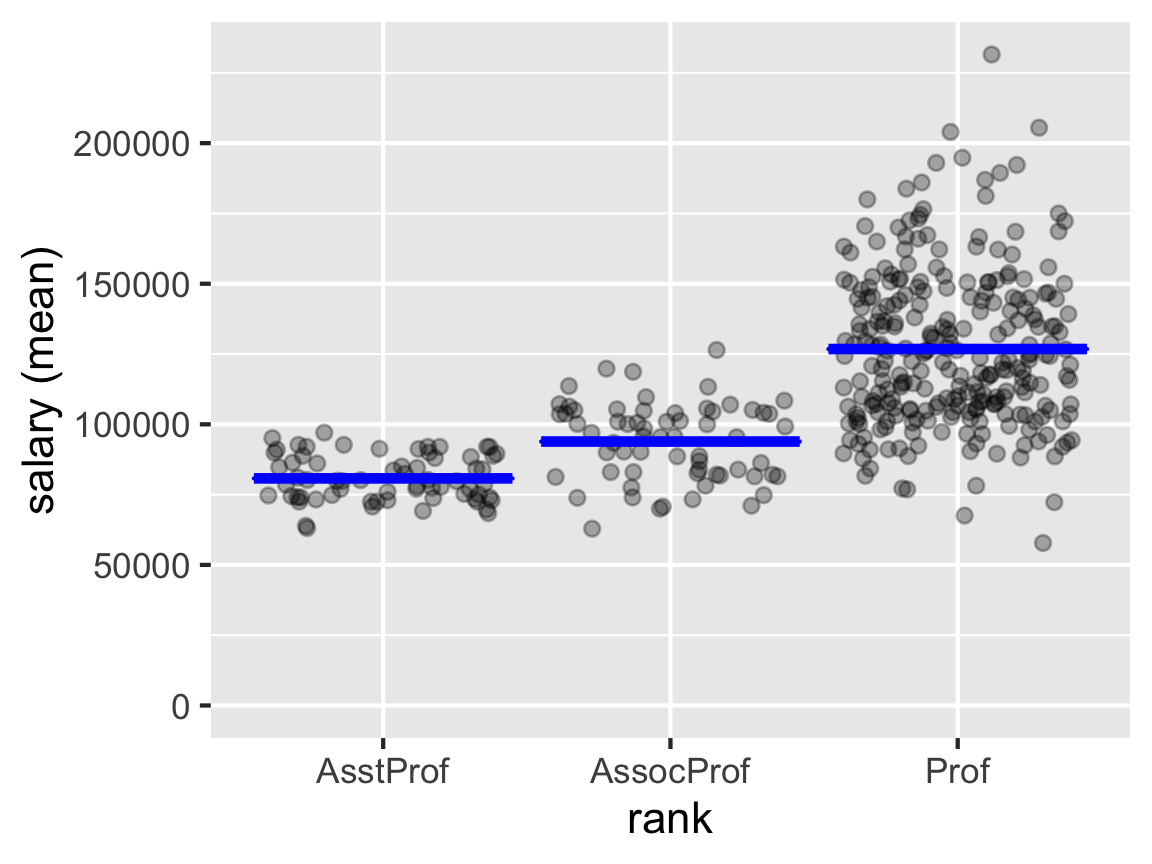 salary (mean)
200000
150000
100000
50000
0
AsstProf
AssocProf
Prof
rank